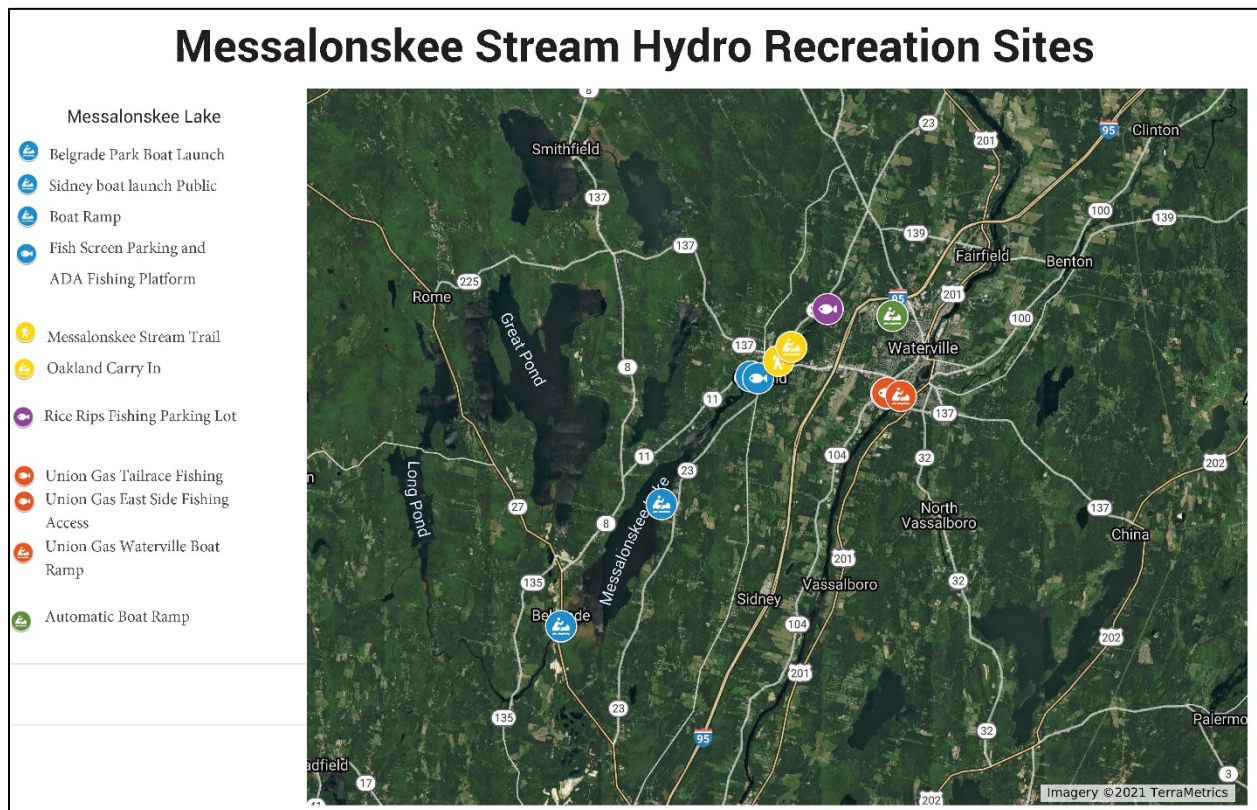 Messalonskee Stream Hydro Recreation Sites
Messalonskee Lake
Belgrade Park Boat Launch
Sidney boat launch Public
Boat Ramp
Fish Screen Parking and
ADA Fishing Platform
Messalonskee Stream Trail
Oakland Carry In
Rice Rips Fishing Parking Lot
Union Gas Tailrace Fishing
Union Gas East Side Fishing
Access
Union Gas Waterville Boat
Ramp
Automatic Boat Ramp
8
23
201
95
Clinton
Smithfield
137
100
139
139
137
Fairfield
Benton
225
Rome
95
201
100
Great Pond
137
Waterville
8
11
137
104
32
202
11
23
Long Pond
27
North
Vassalboro
137
China
8
Messalonskee Lake
201
135
Vassalboro
32
Sidney
104
202
201
135
23
95
32
Palermo
17
3
Imagery ©2021 TerraMetrics